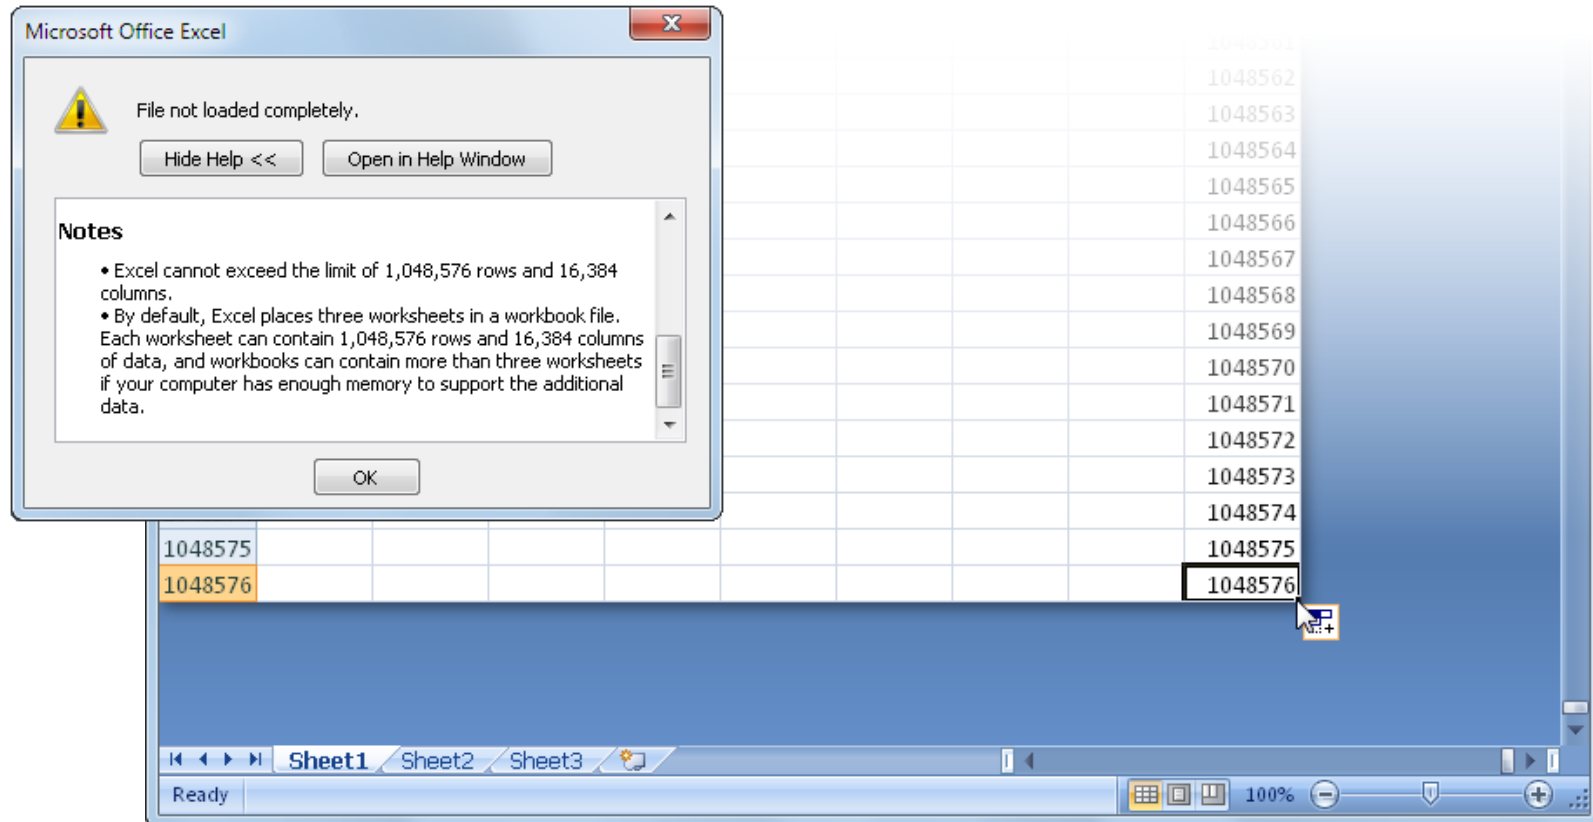 Microsoft Office Excel
File not loaded completely.
Hide Help <<
Open in Help Window
Notes
• Excel cannot exceed the limit of 1,048,576 rows and 16,384
columns.
• By default, Excel places three worksheets in a workbook file.
Each worksheet can contain 1,048,576 rows and 16,384 columns
of data, and workbooks can contain more than three worksheets
if your computer has enough memory to support the additional
data.
OK
1048561
1048562
1048563
1048564
1048565
1048566
1048567
1048568
1048569
1048570
1048571
1048572
1048573
1048574
1048575 1048575
1048576 1048576
Sheet1 Sheet2 Sheet3
Ready 100%